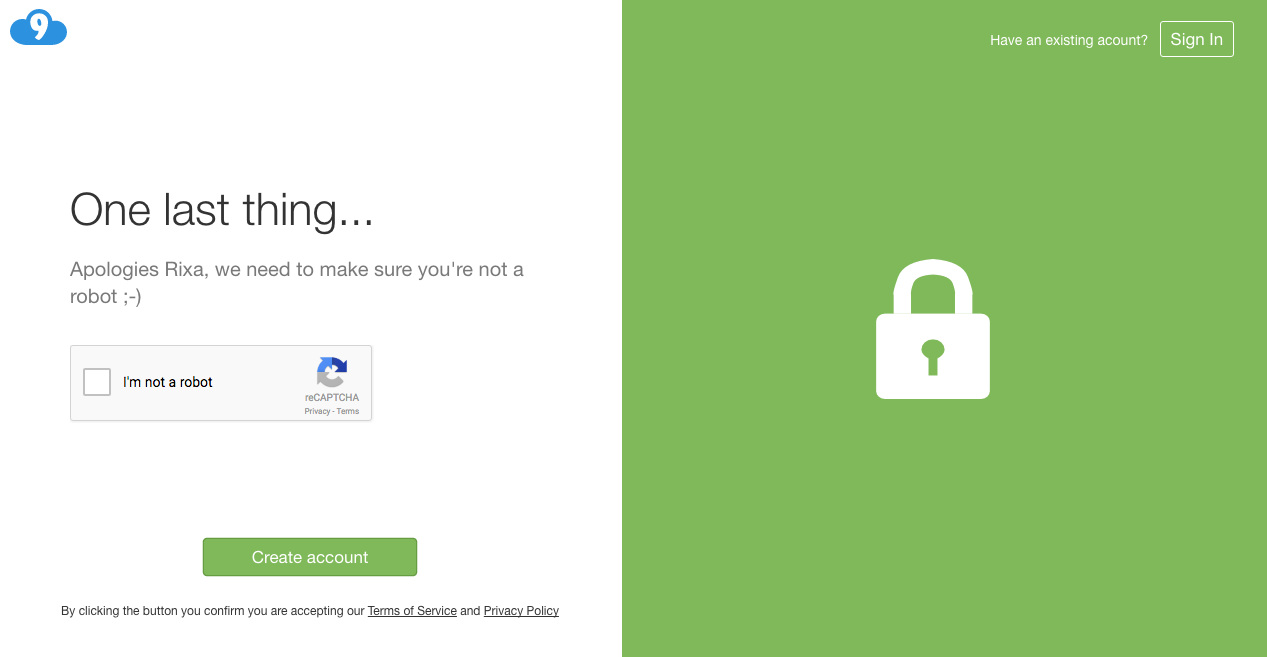 9
Have an existing acount?
Sign In
One last thing...
Apologies Rixa, we need to make sure you're not a
robot ;-)
I'm not a robot
reCAPTCHA
Privacy - Terms
Create account
By clicking the button you confirm you are accepting our Terms of Service and Privacy Policy